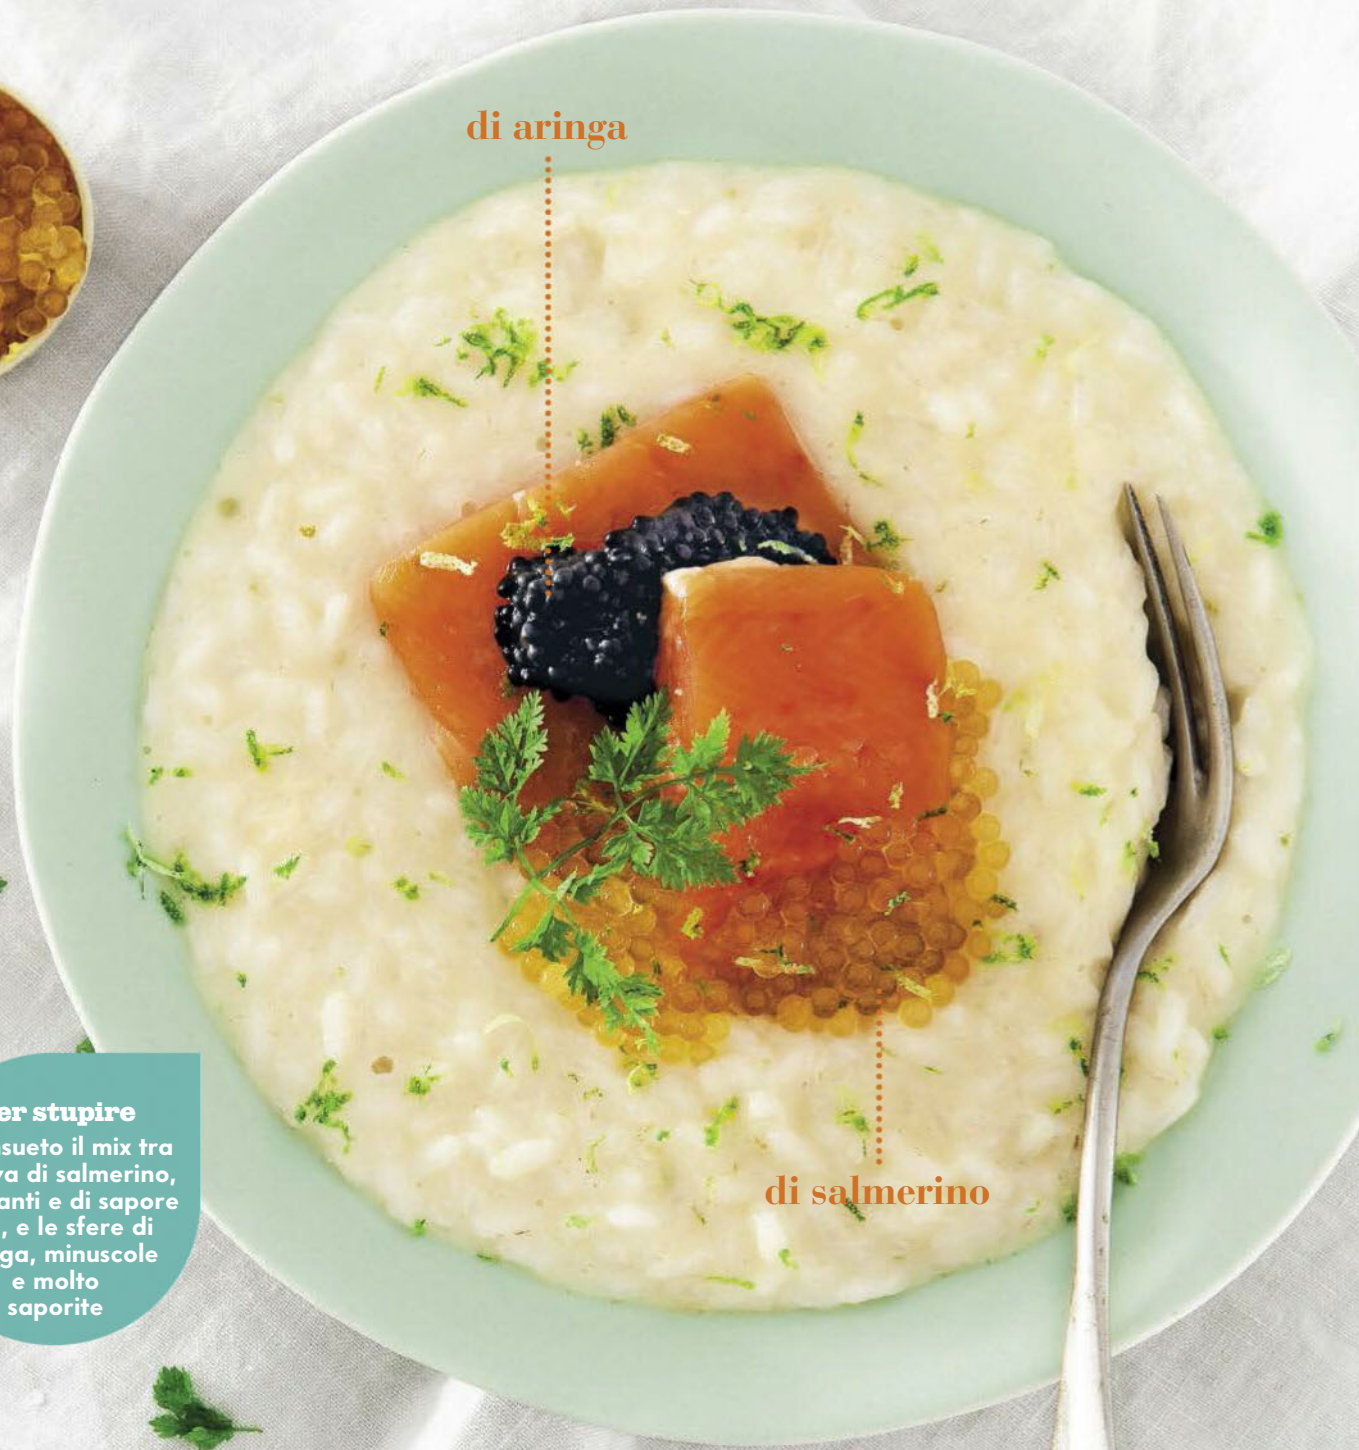 di aringa
di salmerino
er stupire
sueto il mix tra
va di salmerino,
anti e di sapore
, e le sfere di
ga, minuscole
e molto
saporite